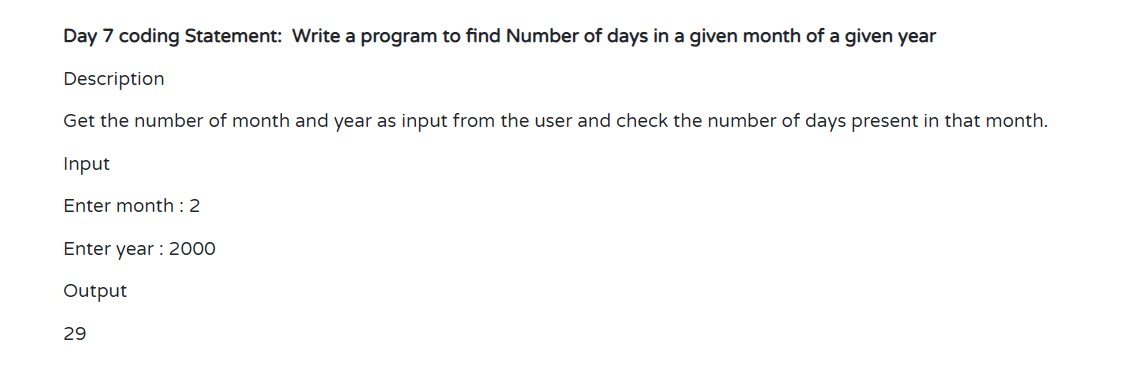 Day 7 coding Statement:  Write a program to find Number of days in a given month of a given year
Description
Get the number of month and year as input from the user and check the number of days present in that month.
Input
Enter month : 2
Enter year : 2000
Output
29